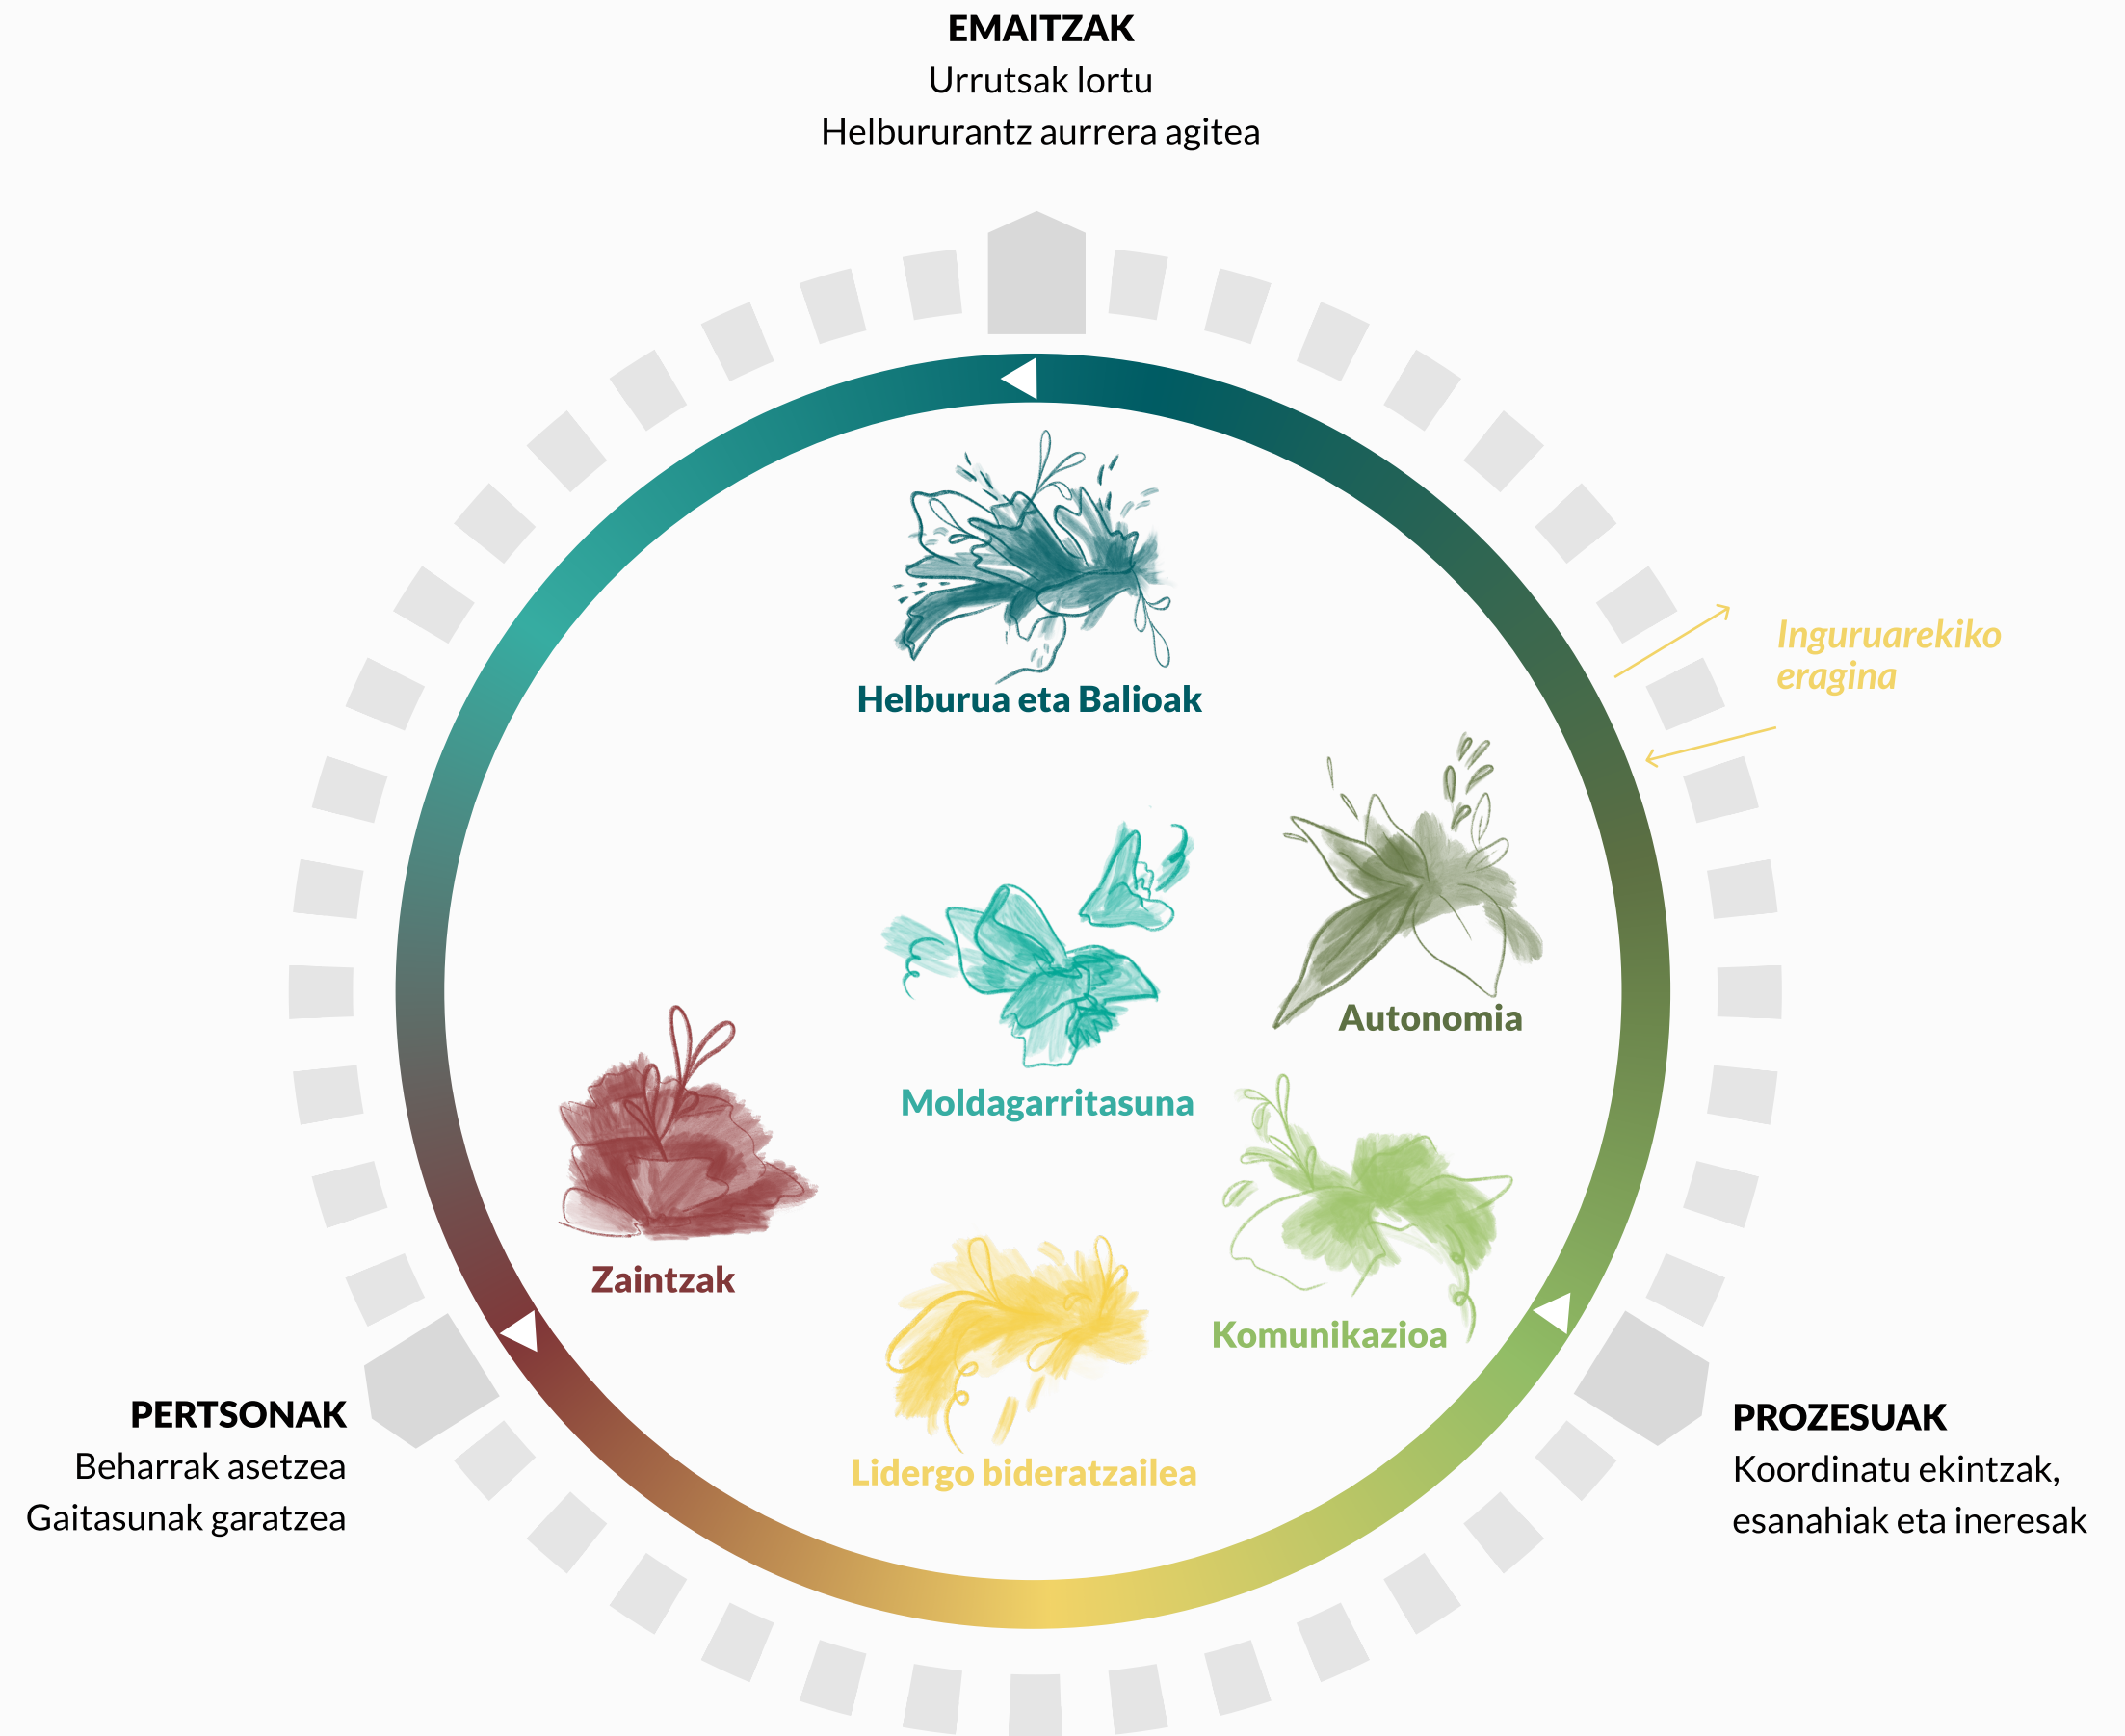 EMAITZAK
Urrutsak lortu
Helbururantz aurrera agitea
Inguruarekiko
eragina
Helburua eta Balioak
Autonomia
Moldagarritasuna
Zaintzak
Komunikazioa
Lidergo bideratzailea
PERTSONAK
Beharrak asetzea
Gaitasunak garatzea
PROZESUAK
Koordinatu ekintzak,
esanahiak eta ineresak